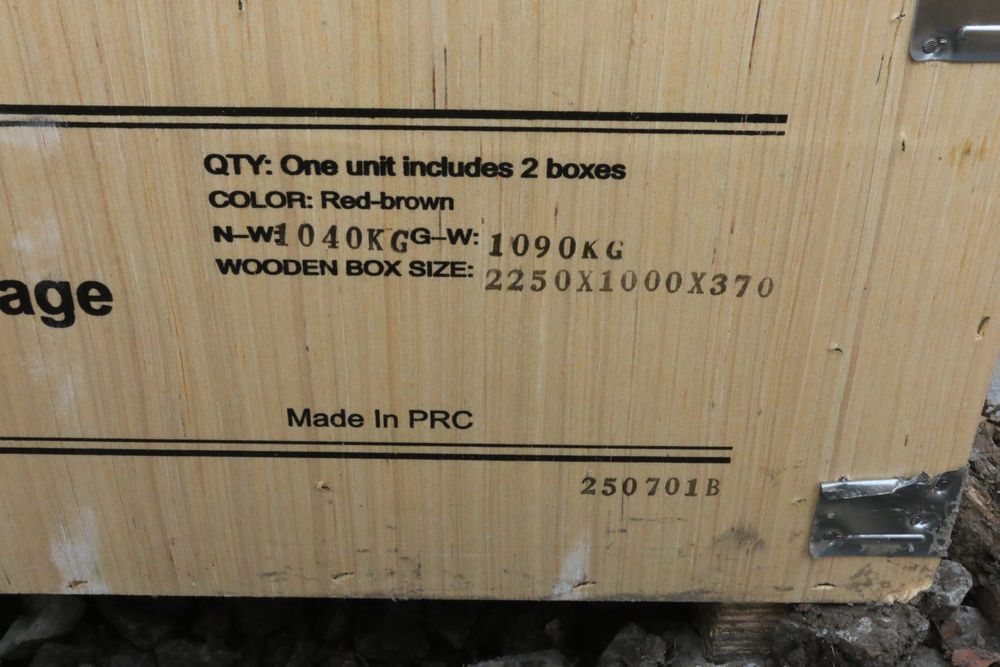 QTY: One unit includes 2 boxes
COLOR: Red-brown
N-W: 1040KG G-W: 1090KG
WOODEN BOX SIZE: 2250X1000X370
age
Made In PRC
250701B